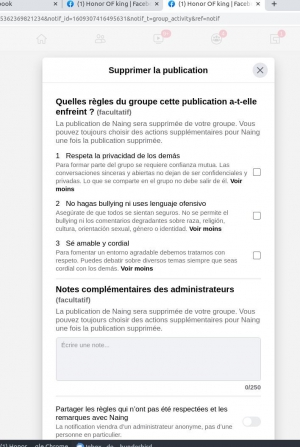 book
(1) Honor OF king | Faceb
(1) Honor OF king | Facebo
536236982123​4&notif_id=1609307416495631&notif_t=group_activity&ref=notif
Supprimer la publication
Quelles règles du groupe cette publication a-t-elle
enfreint ? (facultatif)
La publication de Naing sera supprimée de votre groupe. Vous
pouvez toujours choisir des actions supplémentaires pour Naing
une fois la publication supprimée.
1 Respeta la privacidad de los demás
Para formar parte del grupo se requiere confianza mutua. Las
conversaciones sinceras y abiertas no dejan de ser confidenciales y
privadas. Lo que se comparte en el grupo no debe salir de él. Voir
moins
2 No hagas bullying ni uses lenguaje ofensivo
Asegúrate de que todos se sientan seguros. No se permite el
bullying ni los comentarios degradantes sobre raza, religión,
cultura, orientación sexual, género o identidad. Voir moins
3 Sé amable y cordial
Para fomentar un entorno agradable debemos tratarnos con
respeto. Puedes debatir sobre diversos temas siempre que seas
cordial con los demás. Voir moins
Notes complémentaires des administrateurs
(facultatif)
La publication de Naing sera supprimée de votre groupe. Vous
pouvez toujours choisir des actions supplémentaires pour Naing
une fois la publication supprimée.
Écrire une note...
0/250
Partager les règles qui n'ont pas été respectées et les
remarques avec Naing
La notification viendra d'un administrateur anonyme, pas d'une
personne en particulier.